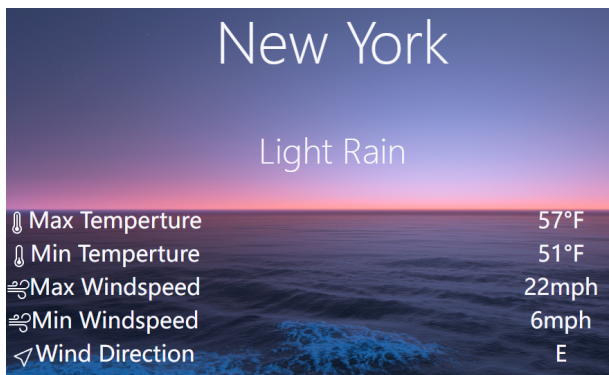 New York
Light Rain
Max Temperture 57°F
Min Temperture 51°F
Max Windspeed 22mph
Min Windspeed 6mph
Wind Direction E